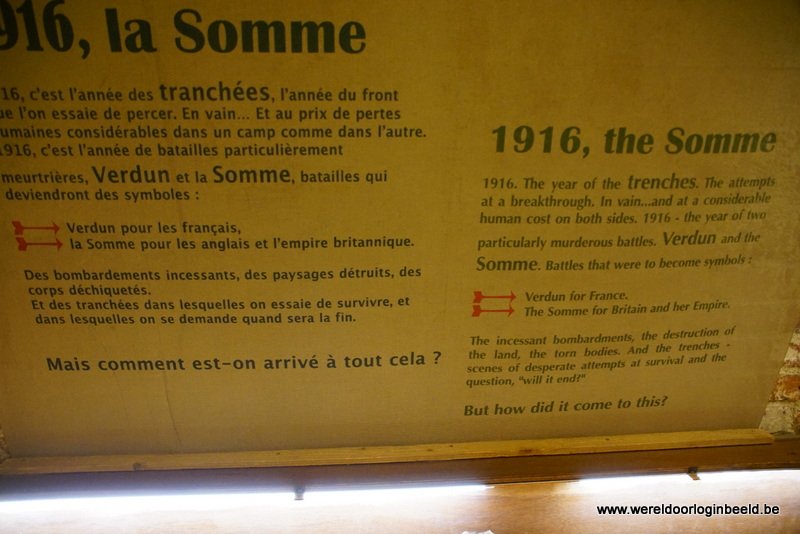 916, la Somme
16, c'est l'année des tranchées, l'année du front
ue l'on essaie de percer. En vain... Et au prix de pertes
umaines considérables dans un camp comme dans l'autre.
1916, c'est l'année de batailles particulièrement
meurtrières, Verdun et la Somme, batailles qui
deviendront des symboles :
Verdun pour les français,
la Somme pour les anglais et l'empire britannique.
Des bombardements incessants, des paysages détruits, des
corps déchiquetés.
Et des tranchées dans lesquelles on essaie de survivre, et
dans lesquelles on se demande quand sera la fin.
Mais comment est-on arrivé à tout cela ?
1916, the Somme
1916. The year of the trenches. The attempts
at a breakthrough. In vain...and at a considerable
human cost on both sides. 1916 - the year of two
particularly murderous battles. Verdun and the
Somme. Battles that were to become symbols :
Verdun for France.
The Somme for Britain and her Empire.
The incessant bombardments, the destruction of
the land, the torn bodies. And the trenches -
scenes of desperate attempts at survival and the
question, "will it end?"
But how did it come to this?
www.wereldoorloginbeeld.be